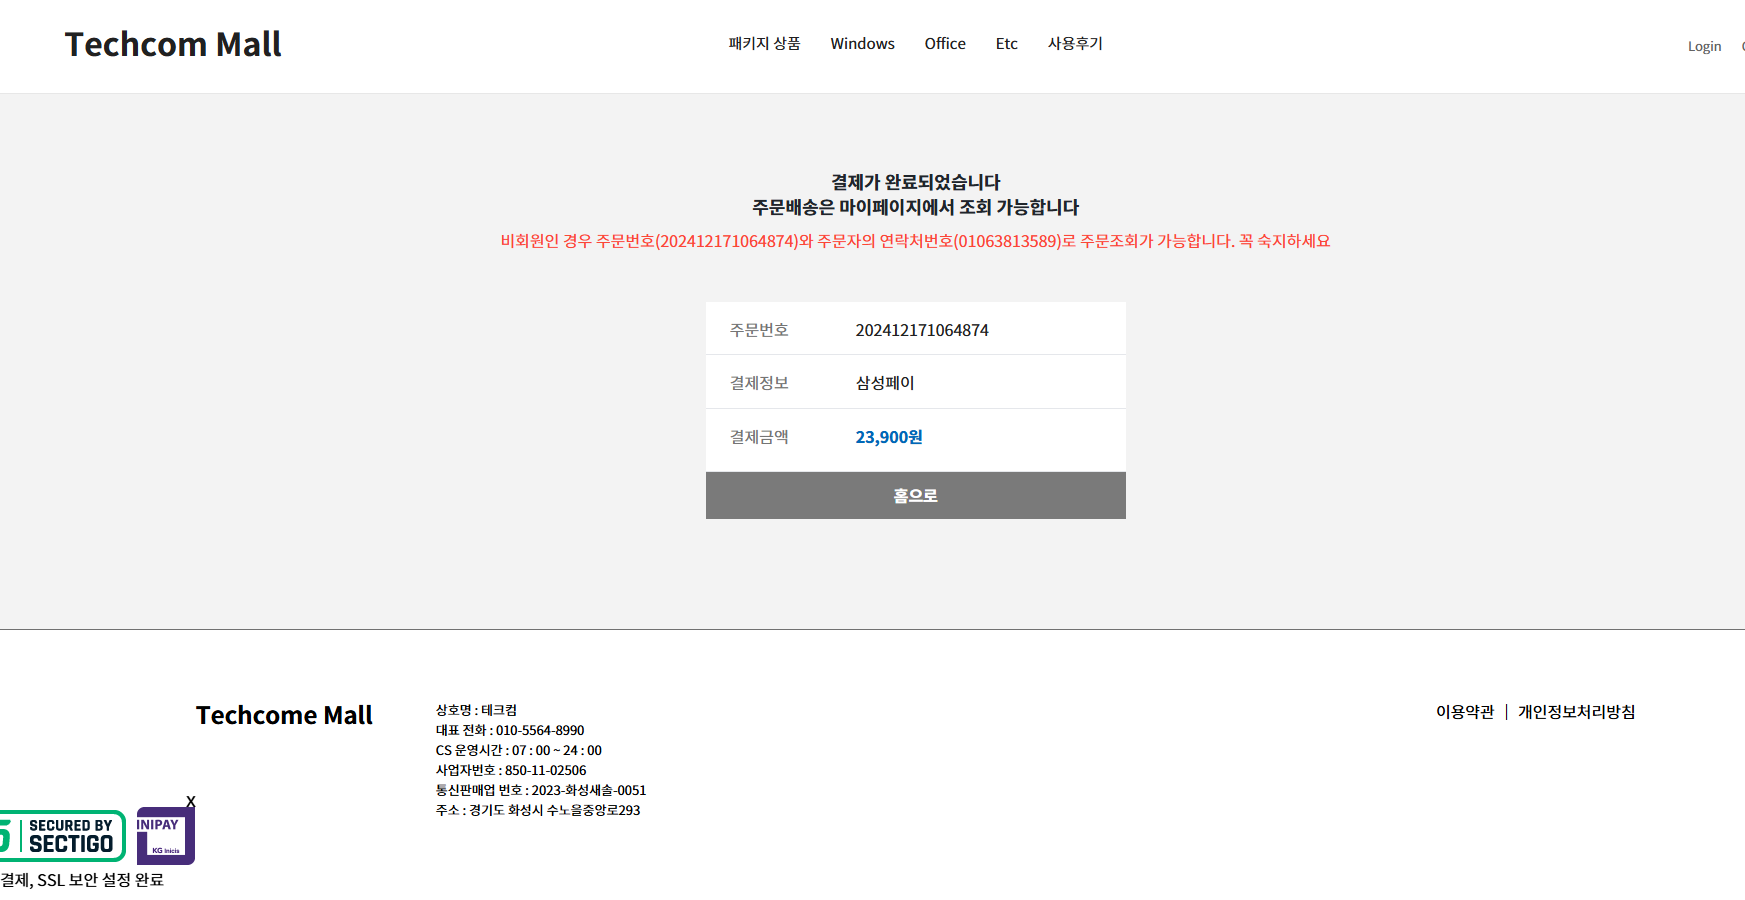 Techcom Mall
패키지 상품 Windows Office Etc 사용후기
Login
결제가 완료되었습니다
주문배송은 마이페이지에서 조회 가능합니다
비회원인 경우 주문번호(202412171064874)와 주문자의 연락처번호(01063813589)로 주문조회가 가능합니다. 꼭 숙지하세요
주문번호 202412171064874
결제정보 삼성페이
결제금액 23,900원
홈으로
Techcome Mall
상호명 : 테크컴
대표 전화 : 010-5564-8990
CS 운영시간 : 07 : 00 ~ 24 : 00
사업자번호 : 850-11-02506
통신판매업 번호 : 2023-화성새솔-0051
주소 : 경기도 화성시 수노을중앙로293
이용약관 | 개인정보처리방침
X
SECURED BY
SECTIGO
INIPAY
KG Inicis
결제, SSL 보안 설정 완료